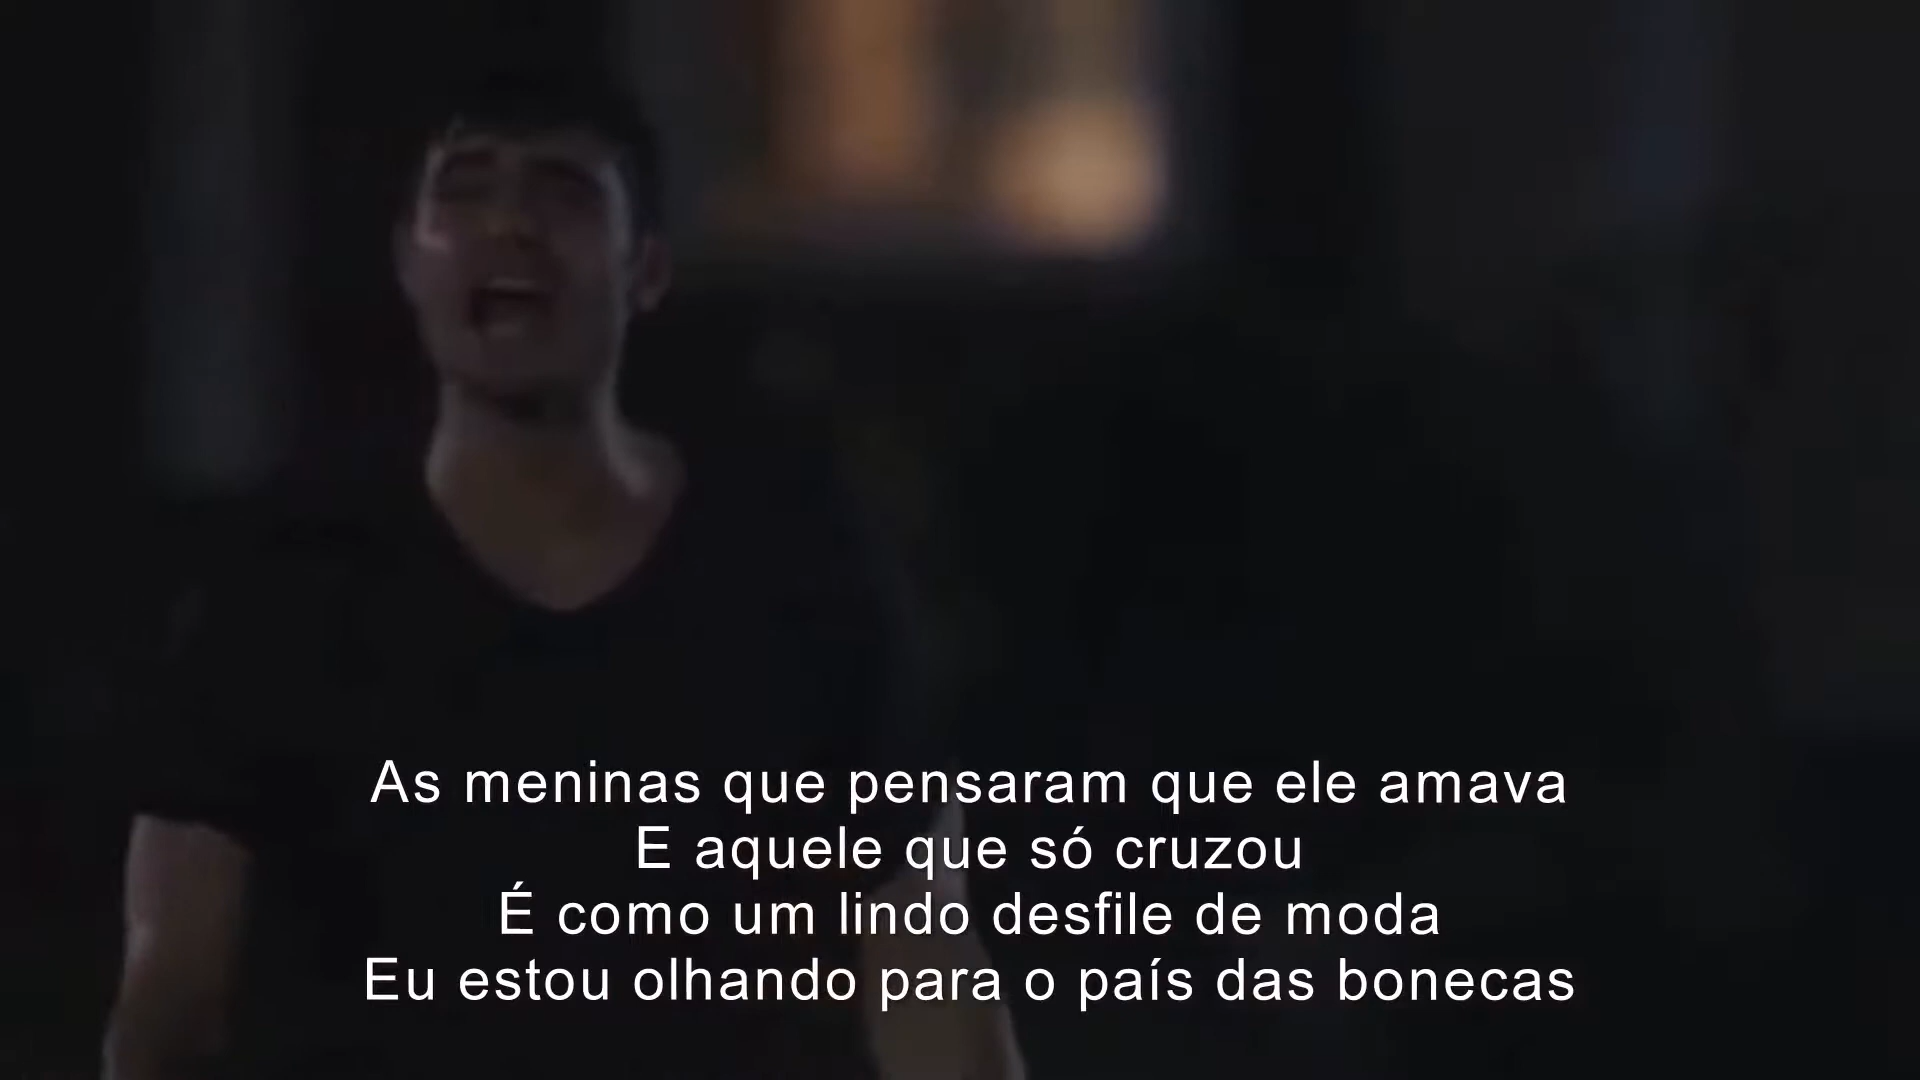 As meninas que pensaram que ele amava
E aquele que só cruzou
É como um lindo desfile de moda
Eu estou olhando para o país das bonecas